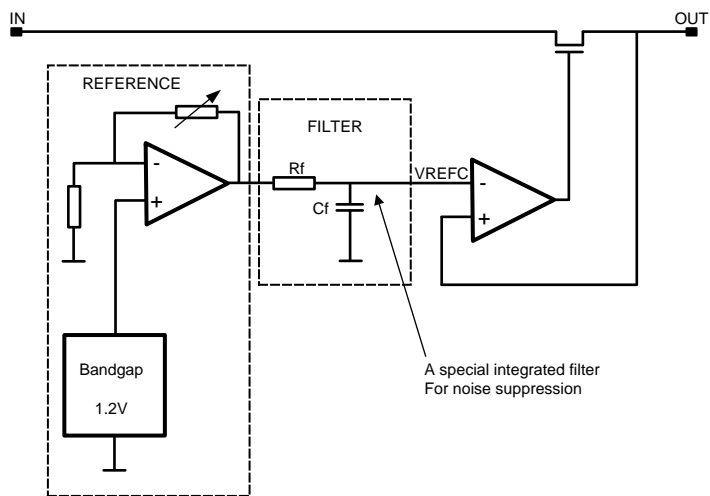 IN
OUT
REFERENCE
FILTER
-
+
Rf
Cf
VREFC
-
+
Bandgap
1.2V
A special integrated filter
For noise suppression